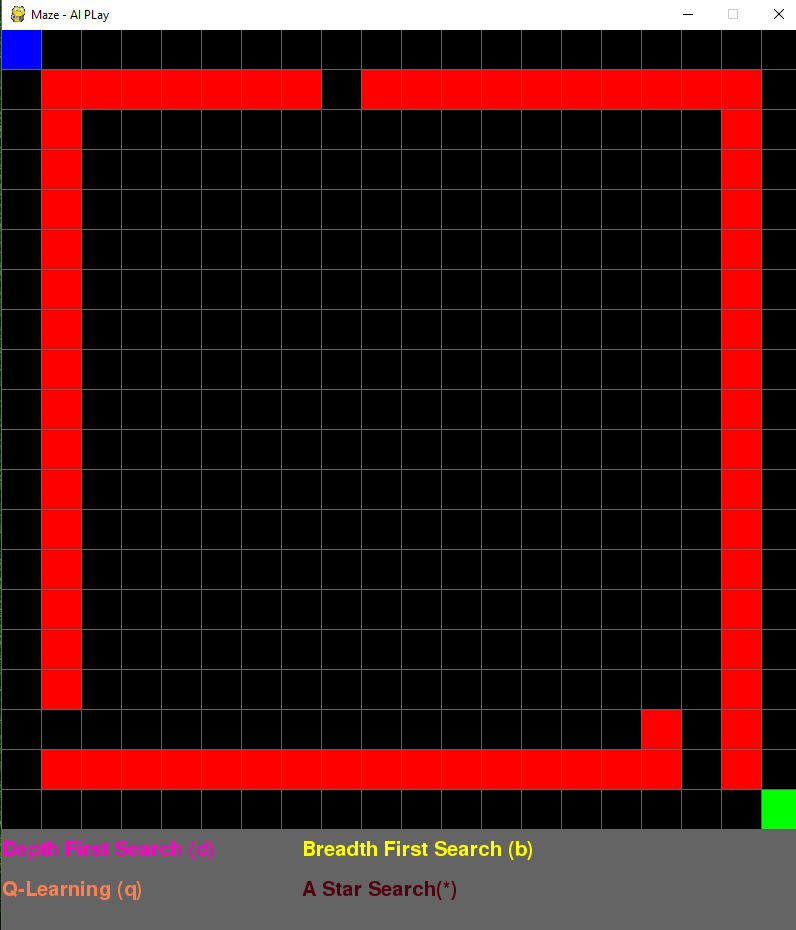 Maze - AI PLay
Depth First Search (d) Breadth First Search (b)
Q-Learning (q) A Star Search(*)